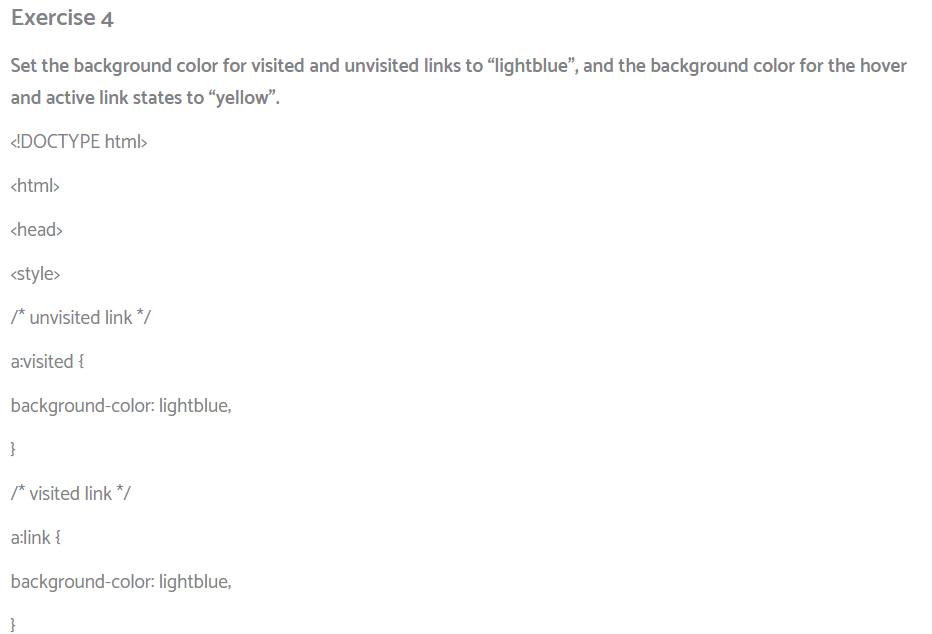 Exercise 4
Set the background color for visited and unvisited links to “lightblue”, and the background color for the hover
and active link states to “yellow”.
<!DOCTYPE html>
<html>
<head>
<style>
/* unvisited link */
a:visited {
background-color: lightblue,
}
/* visited link */
a:link {
background-color: lightblue,
}